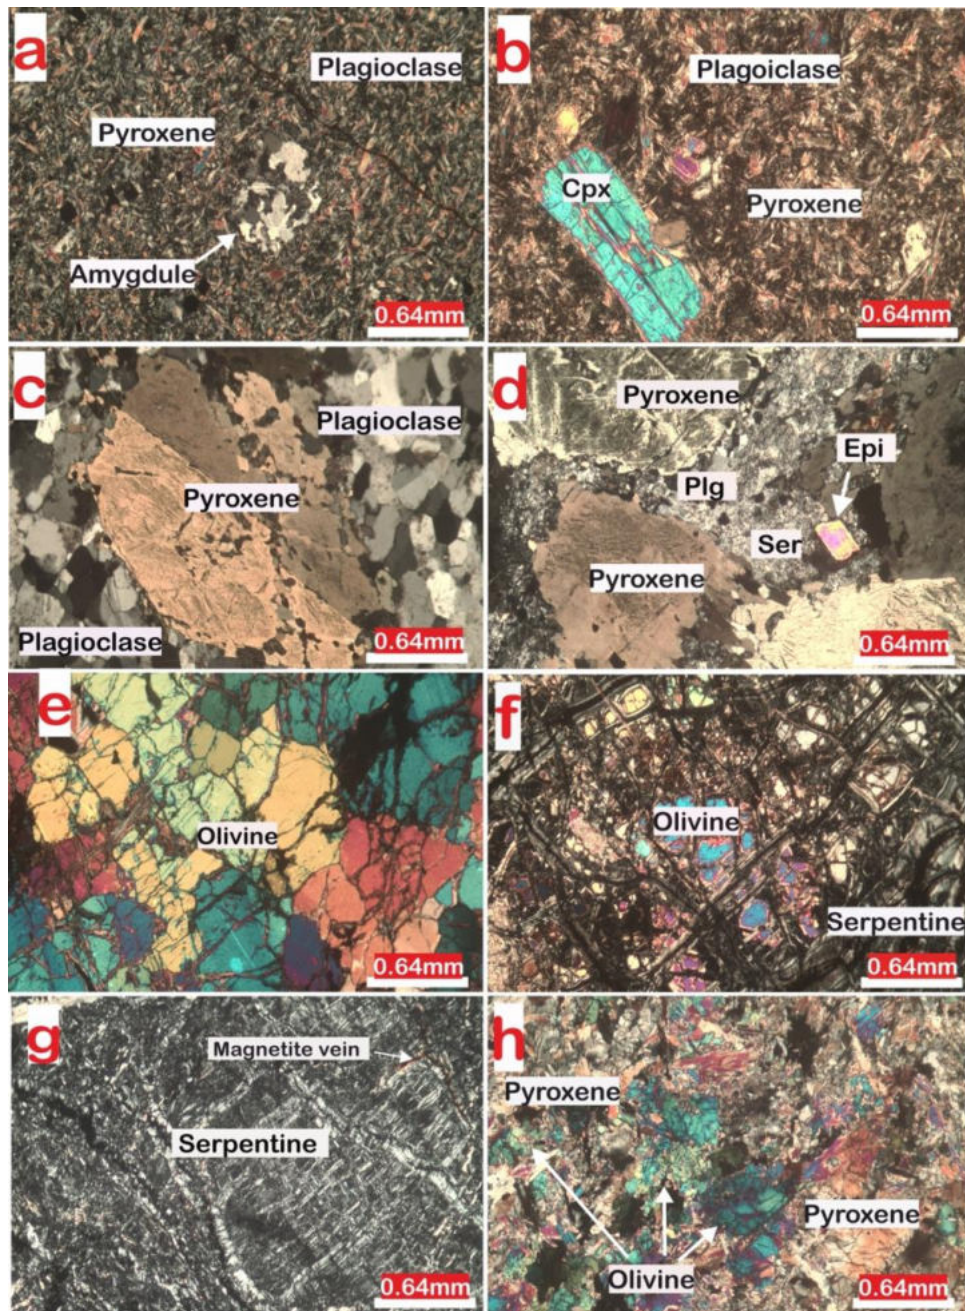 a
Plagioclase
Pyroxene
Amygdule
0.64mm
b
Plagoiclase
Cpx
Pyroxene
0.64mm
c
Plagioclase
Pyroxene
Plagioclase
0.64mm
d
Pyroxene
Epi
Plg
Ser
Pyroxene
0.64mm
e
Olivine
0.64mm
f
Olivine
Serpentine
0.64mm
g
Magnetite vein
Serpentine
0.64mm
h
Pyroxene
Pyroxene
Olivine
0.64mm